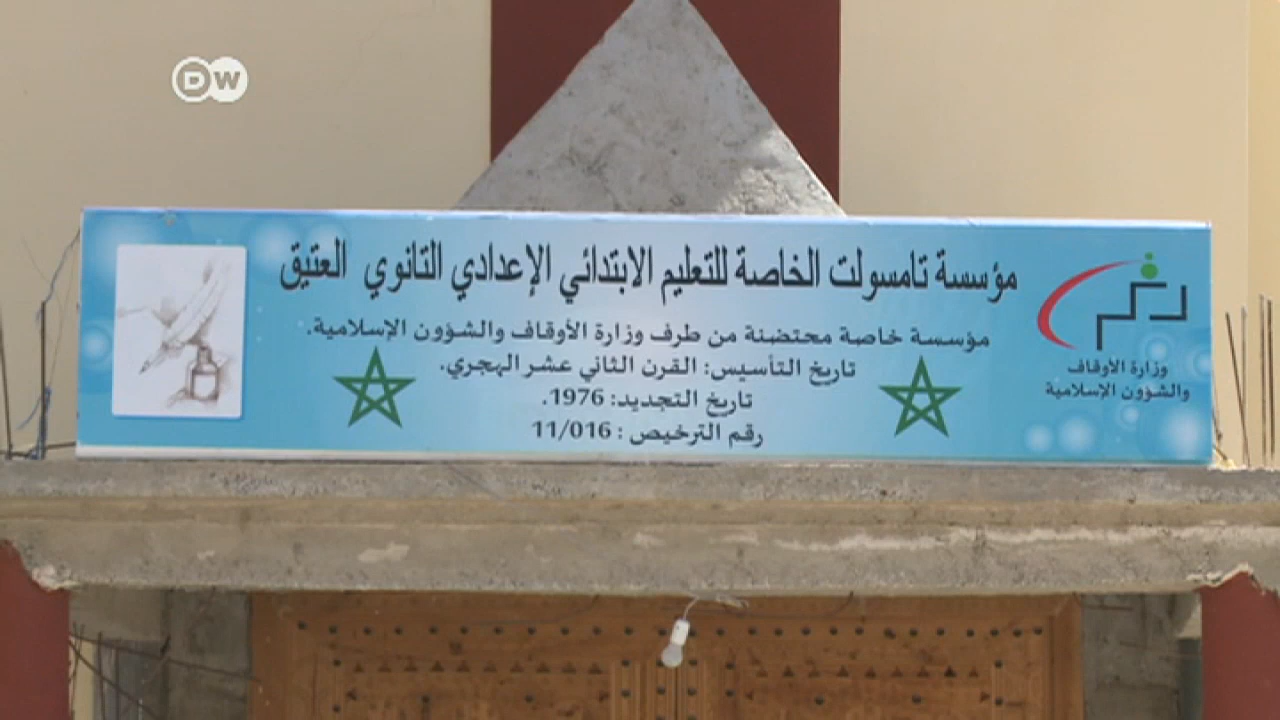 DW
مؤسسة تامسولت الخاصة للتعليم الابتدائي الإعدادي الثانوي العتيق
مؤسسة خاصة محتضنة من طرف وزارة الأوقاف والشؤون الإسلامية.
تاريخ التأسيس: القرن الثاني عشر الهجري.
تاريخ التجديد: 1976.
رقم الترخيص : 11/016
وزارة الأوقاف
والشؤون الإسلامية